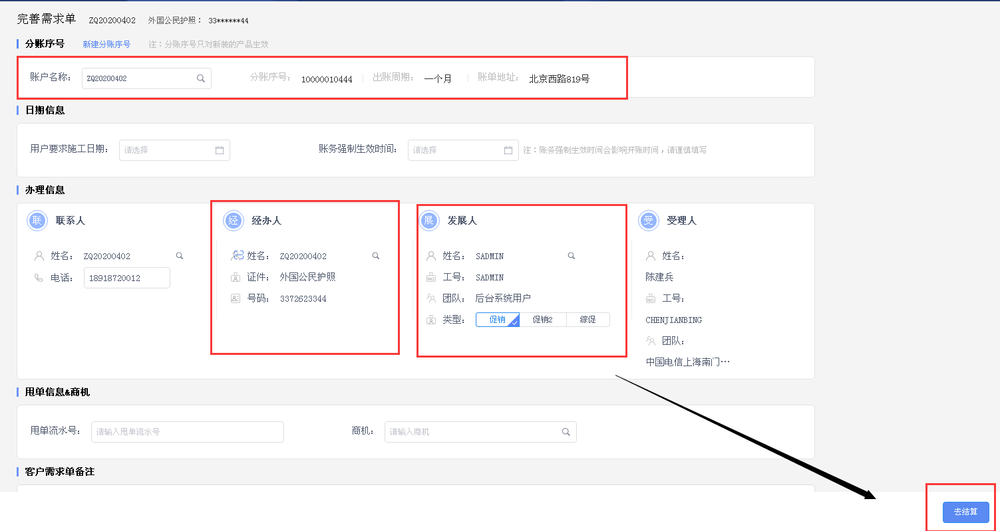 完善需求单 ZQ20200402 外国公民护照： 33******44
分账序号 新建分账序号 注：分账序号只对新装的产品生效
账户名称： ZQ20200402 分账序号： 10000010444 出账周期： 一个月 账单地址： 北京西路819号
日期信息
用户要求施工日期： 请选择 账务强制生效时间： 请选择 注：账务强制生效时间会影响开账时间，请谨慎填写
办理信息
联 联系人
姓名： ZQ20200402
电话： 18918720012
经 经办人
姓名： ZQ20200402
证件： 外国公民护照
号码： 3372623344
展 发展人
姓名： SADMIN
NO 工号： SADMIN
团队： 后台系统用户
类型： 促销 促销2 综促
受 受理人
姓名：
陈建兵
NO 工号：
CHENJIANBING
团队：
中国电信上海南门···
甩单信息&商机
甩单流水号： 请输入甩单流水号 商机： 请输入商机
客户需求单备注
去结算